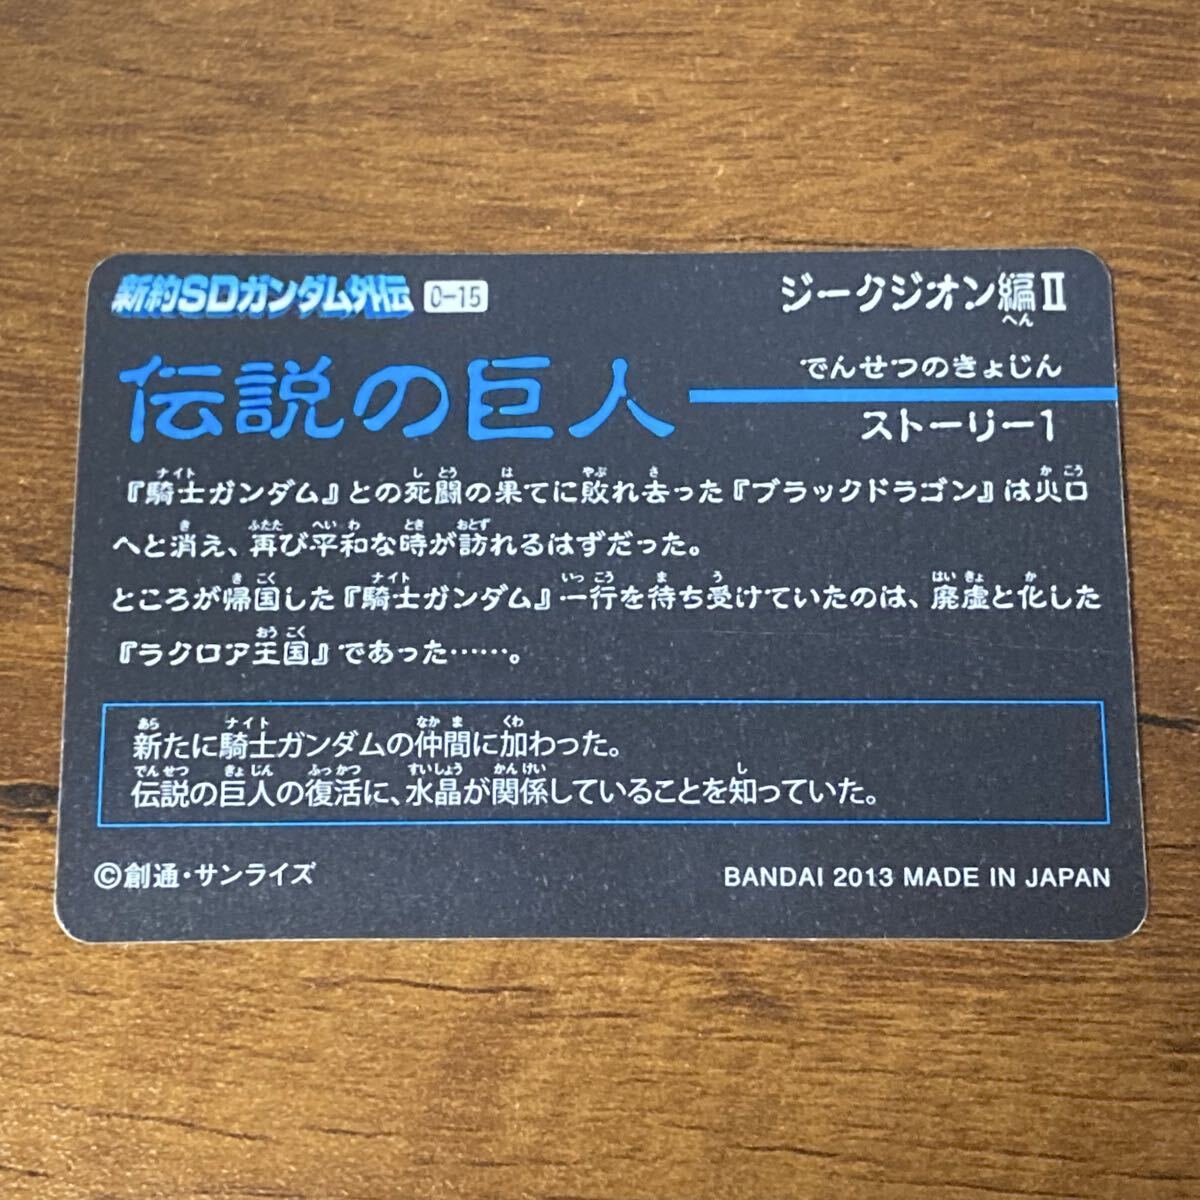 新約SDガンダム外伝 0-15
ジークジオン編II
へん
伝説の巨人
でんせつのきょじん
ストーリー1
『騎士ガンダム』との死闘の果てに敗れ去った『ブラックドラゴン』は火口
へと消え、再び平和な時が訪れるはずだった。
ところが帰国した『騎士ガンダム』一行を待ち受けていたのは、廃虚と化した
『ラクロア王国』であった……。
新たに騎士ガンダムの仲間に加わった。
伝説の巨人の復活に、水晶が関係していることを知っていた。
©創通・サンライズ
BANDAI 2013 MADE IN JAPAN